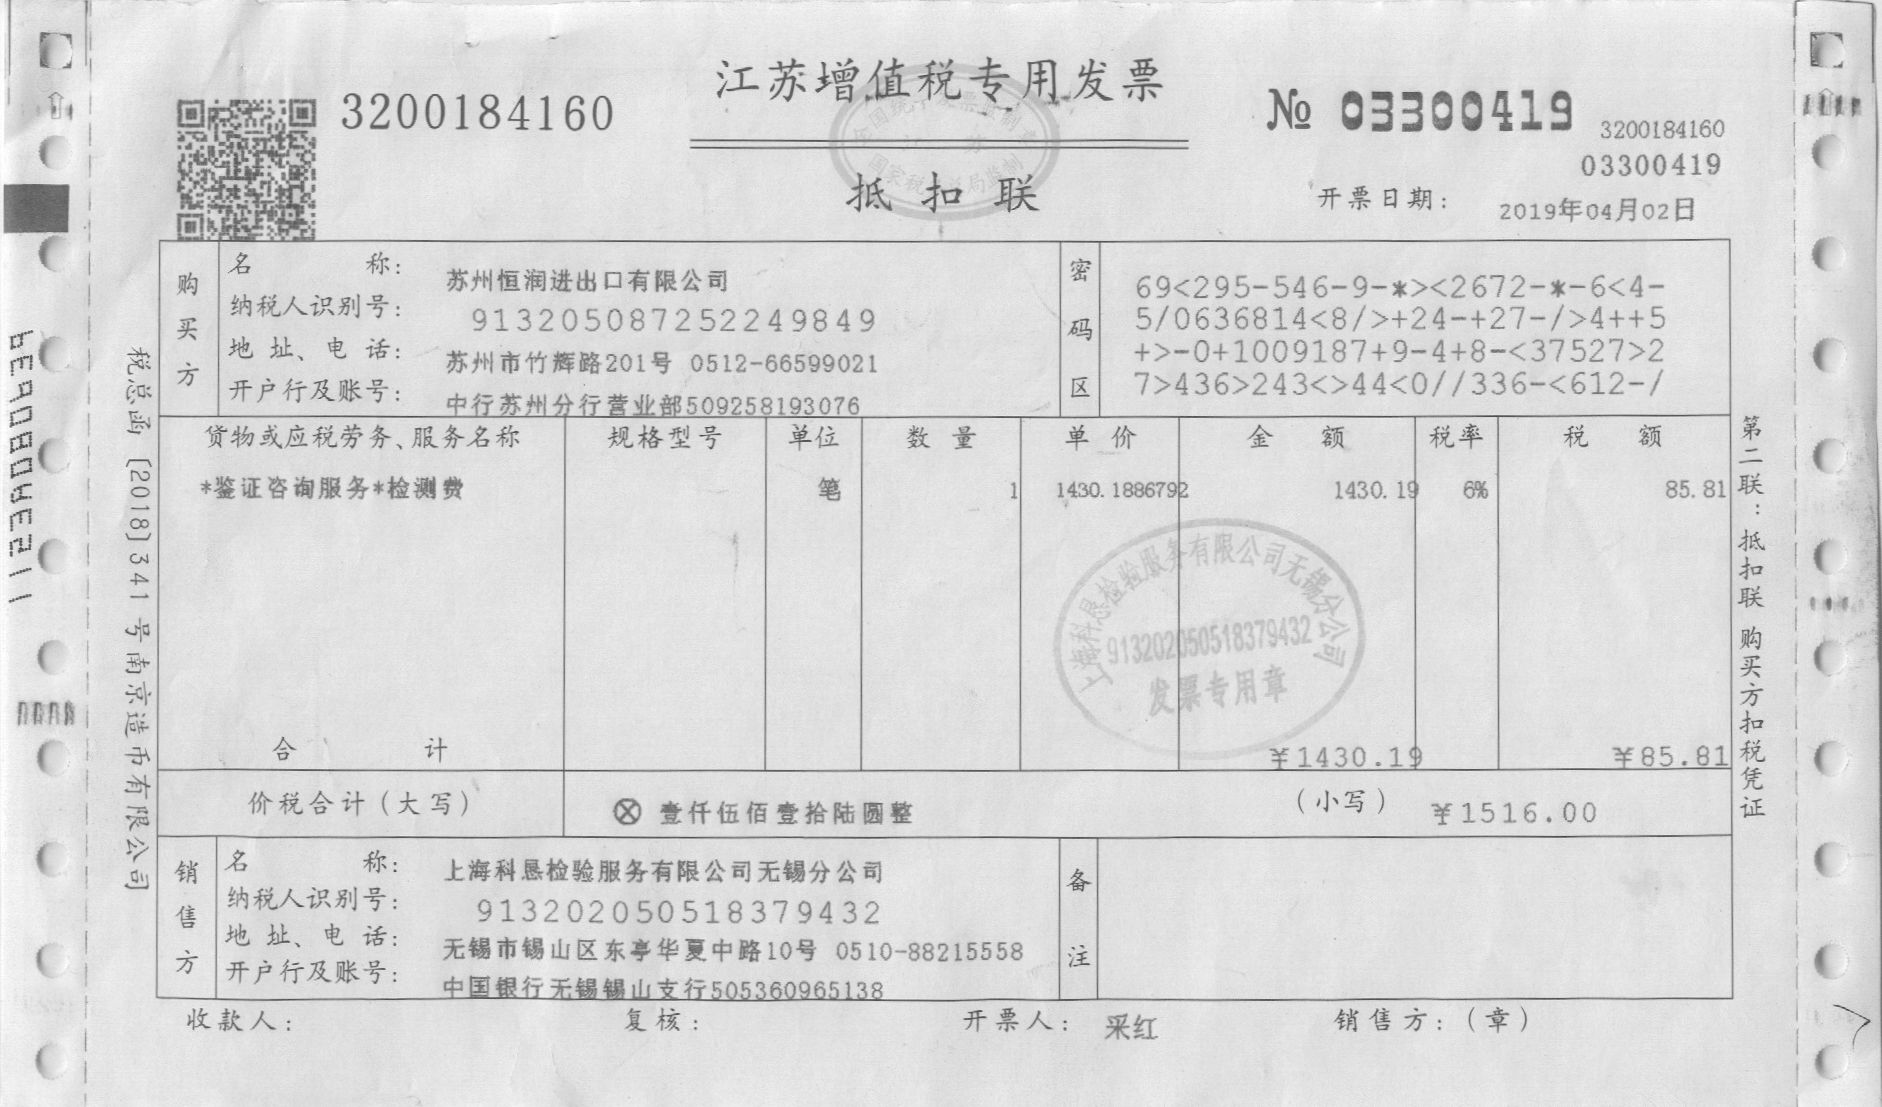 江苏增值税专用发票
3200184160
№ 03300419
3200184160
03300419
抵扣联
开票日期: 2019年04月02日
税总函〔2018〕341号南京造币有限公司
购买方
名称: 苏州恒润进出口有限公司
纳税人识别号: 913205087252249849
地址、电话: 苏州市竹辉路201号 0512-66599021
开户行及账号: 中行苏州分行营业部509258193076
密码区
69<295-546-9-*><2672-*-6<4-
5/0636814<8/>+24-+27-/>4++5
+>-0+1009187+9-4+8-<37527>2
7>436>243<>44<0//336-<612-/
货物或应税劳务、服务名称 规格型号 单位 数量 单价 金额 税率 税额
*鉴证咨询服务*检测费 笔 1 1430.1886792 1430.19 6% 85.81
上海科恳检验服务有限公司无锡分公司
913202050518379432
发票专用章
合计 ¥1430.19 ¥85.81
价税合计(大写) ⊗ 壹仟伍佰壹拾陆圆整 (小写) ¥1516.00
销售方
名称: 上海科恳检验服务有限公司无锡分公司
纳税人识别号: 913202050518379432
地址、电话: 无锡市锡山区东亭华夏中路10号 0510-88215558
开户行及账号: 中国银行无锡锡山支行505360965138
备注
收款人: 复核: 开票人: 采红 销售方:(章)
第二联:抵扣联 购买方扣税凭证